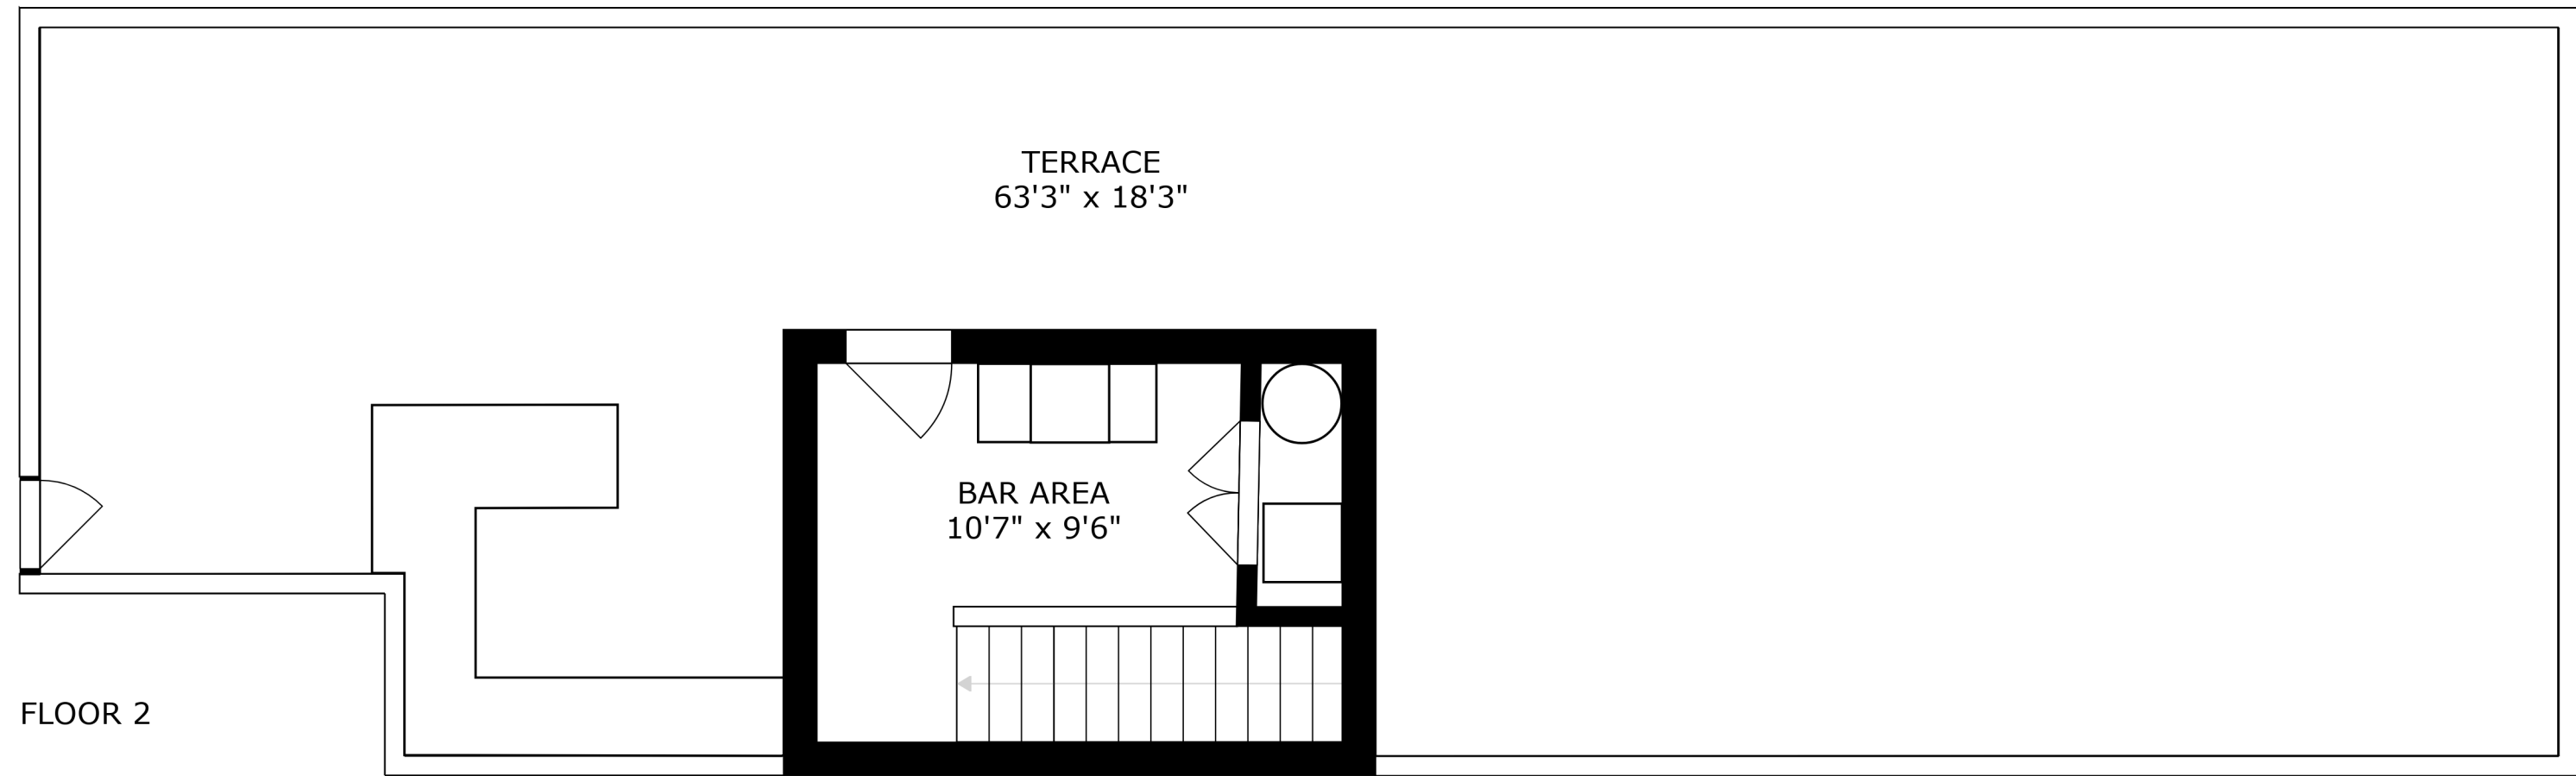 TERRACE
63'3" x 18'3"
BAR AREA
10'7" x 9'6"
FLOOR 2